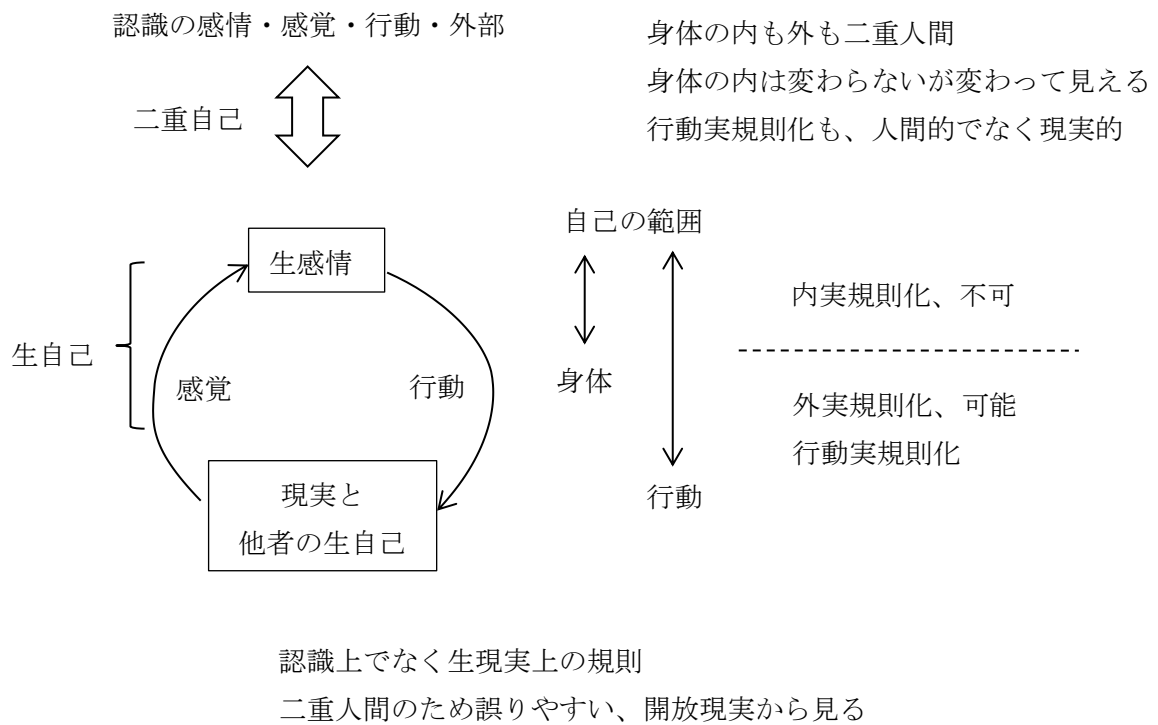 認識の感情・感覚・行動・外部
二重自己
身体の内も外も二重人間
身体の内は変わらないが変わって見える
行動実規則化も、人間的でなく現実的
生感情
生自己
感覚
行動
現実と
他者の生自己
自己の範囲
身体
行動
内実規則化、不可
外実規則化、可能
行動実規則化
認識上でなく生現実上の規則
二重人間のため誤りやすい、開放現実から見る